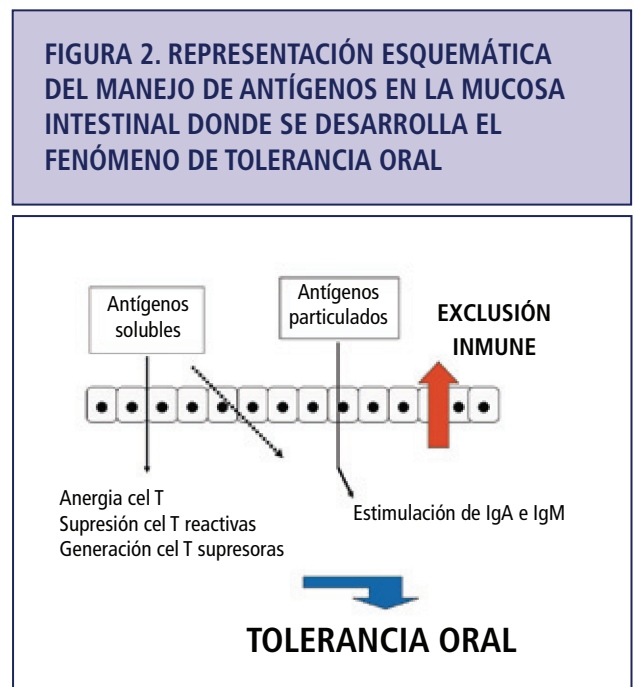 FIGURA 2. REPRESENTACIÓN ESQUEMÁTICA
DEL MANEJO DE ANTÍGENOS EN LA MUCOSA
INTESTINAL DONDE SE DESARROLLA EL
FENÓMENO DE TOLERANCIA ORAL
Antígenos
solubles
Antígenos
particulados
EXCLUSIÓN
INMUNE
Anergia cel T
Supresión cel T reactivas
Generación cel T supresoras
Estimulación de IgA e IgM
TOLERANCIA ORAL